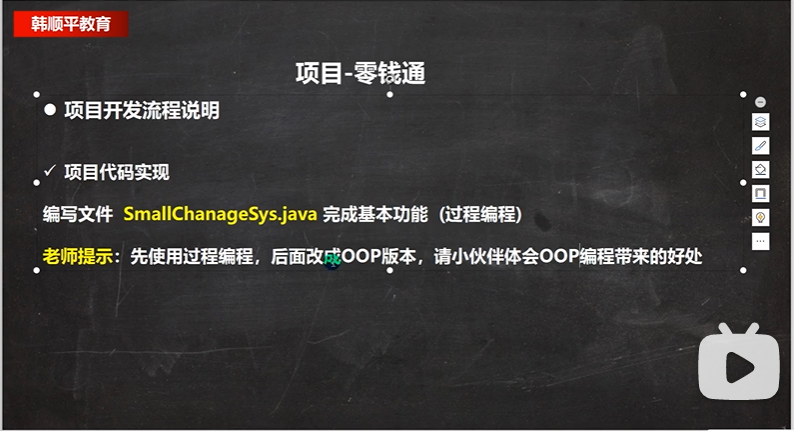 韩顺平教育
项目-零钱通
● 项目开发流程说明
✓ 项目代码实现
编写文件 SmallChanageSys.java 完成基本功能 (过程编程)
老师提示：先使用过程编程，后面改成OOP版本，请小伙伴体会OOP编程带来的好处